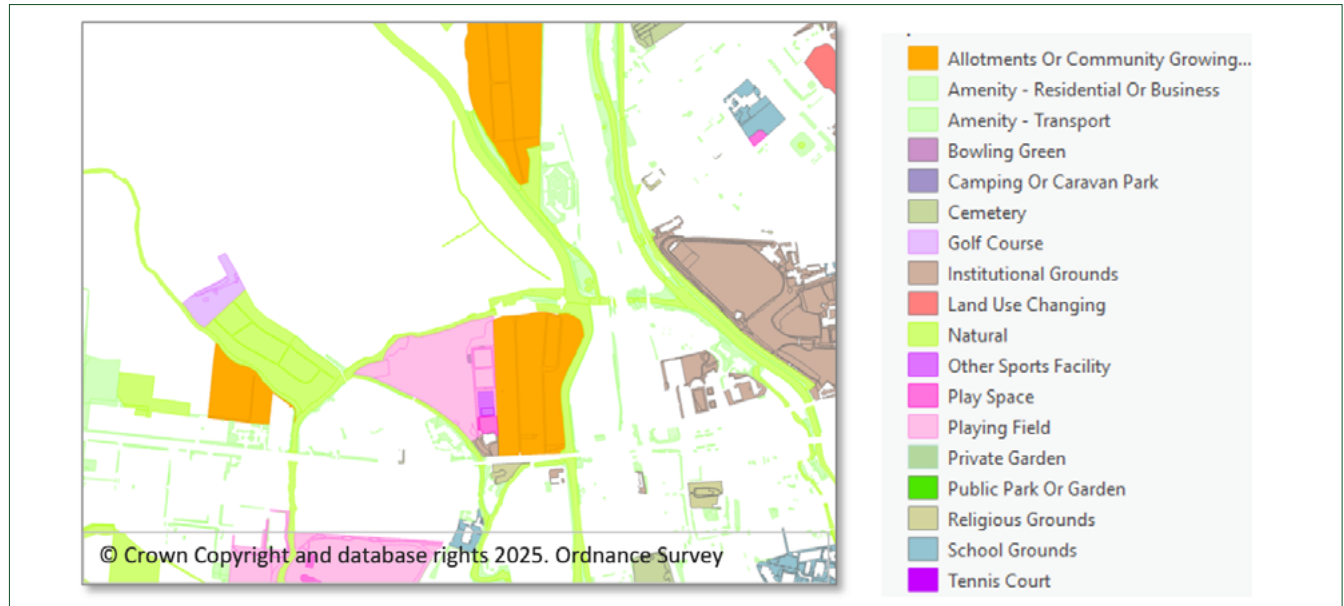 Allotments Or Community Growing...
Amenity - Residential Or Business
Amenity - Transport
Bowling Green
Camping Or Caravan Park
Cemetery
Golf Course
Institutional Grounds
Land Use Changing
Natural
Other Sports Facility
Play Space
Playing Field
Private Garden
Public Park Or Garden
Religious Grounds
School Grounds
Tennis Court
© Crown Copyright and database rights 2025. Ordnance Survey